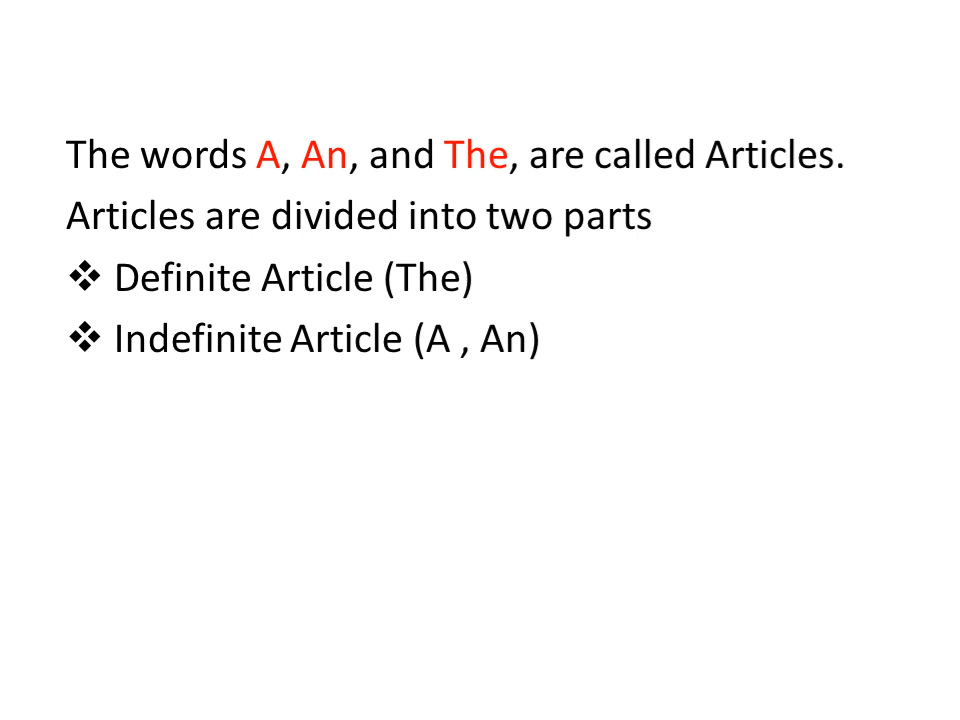 The words A, An, and The, are called Articles.
Articles are divided into two parts
❖ Definite Article (The)
❖ Indefinite Article (A , An)